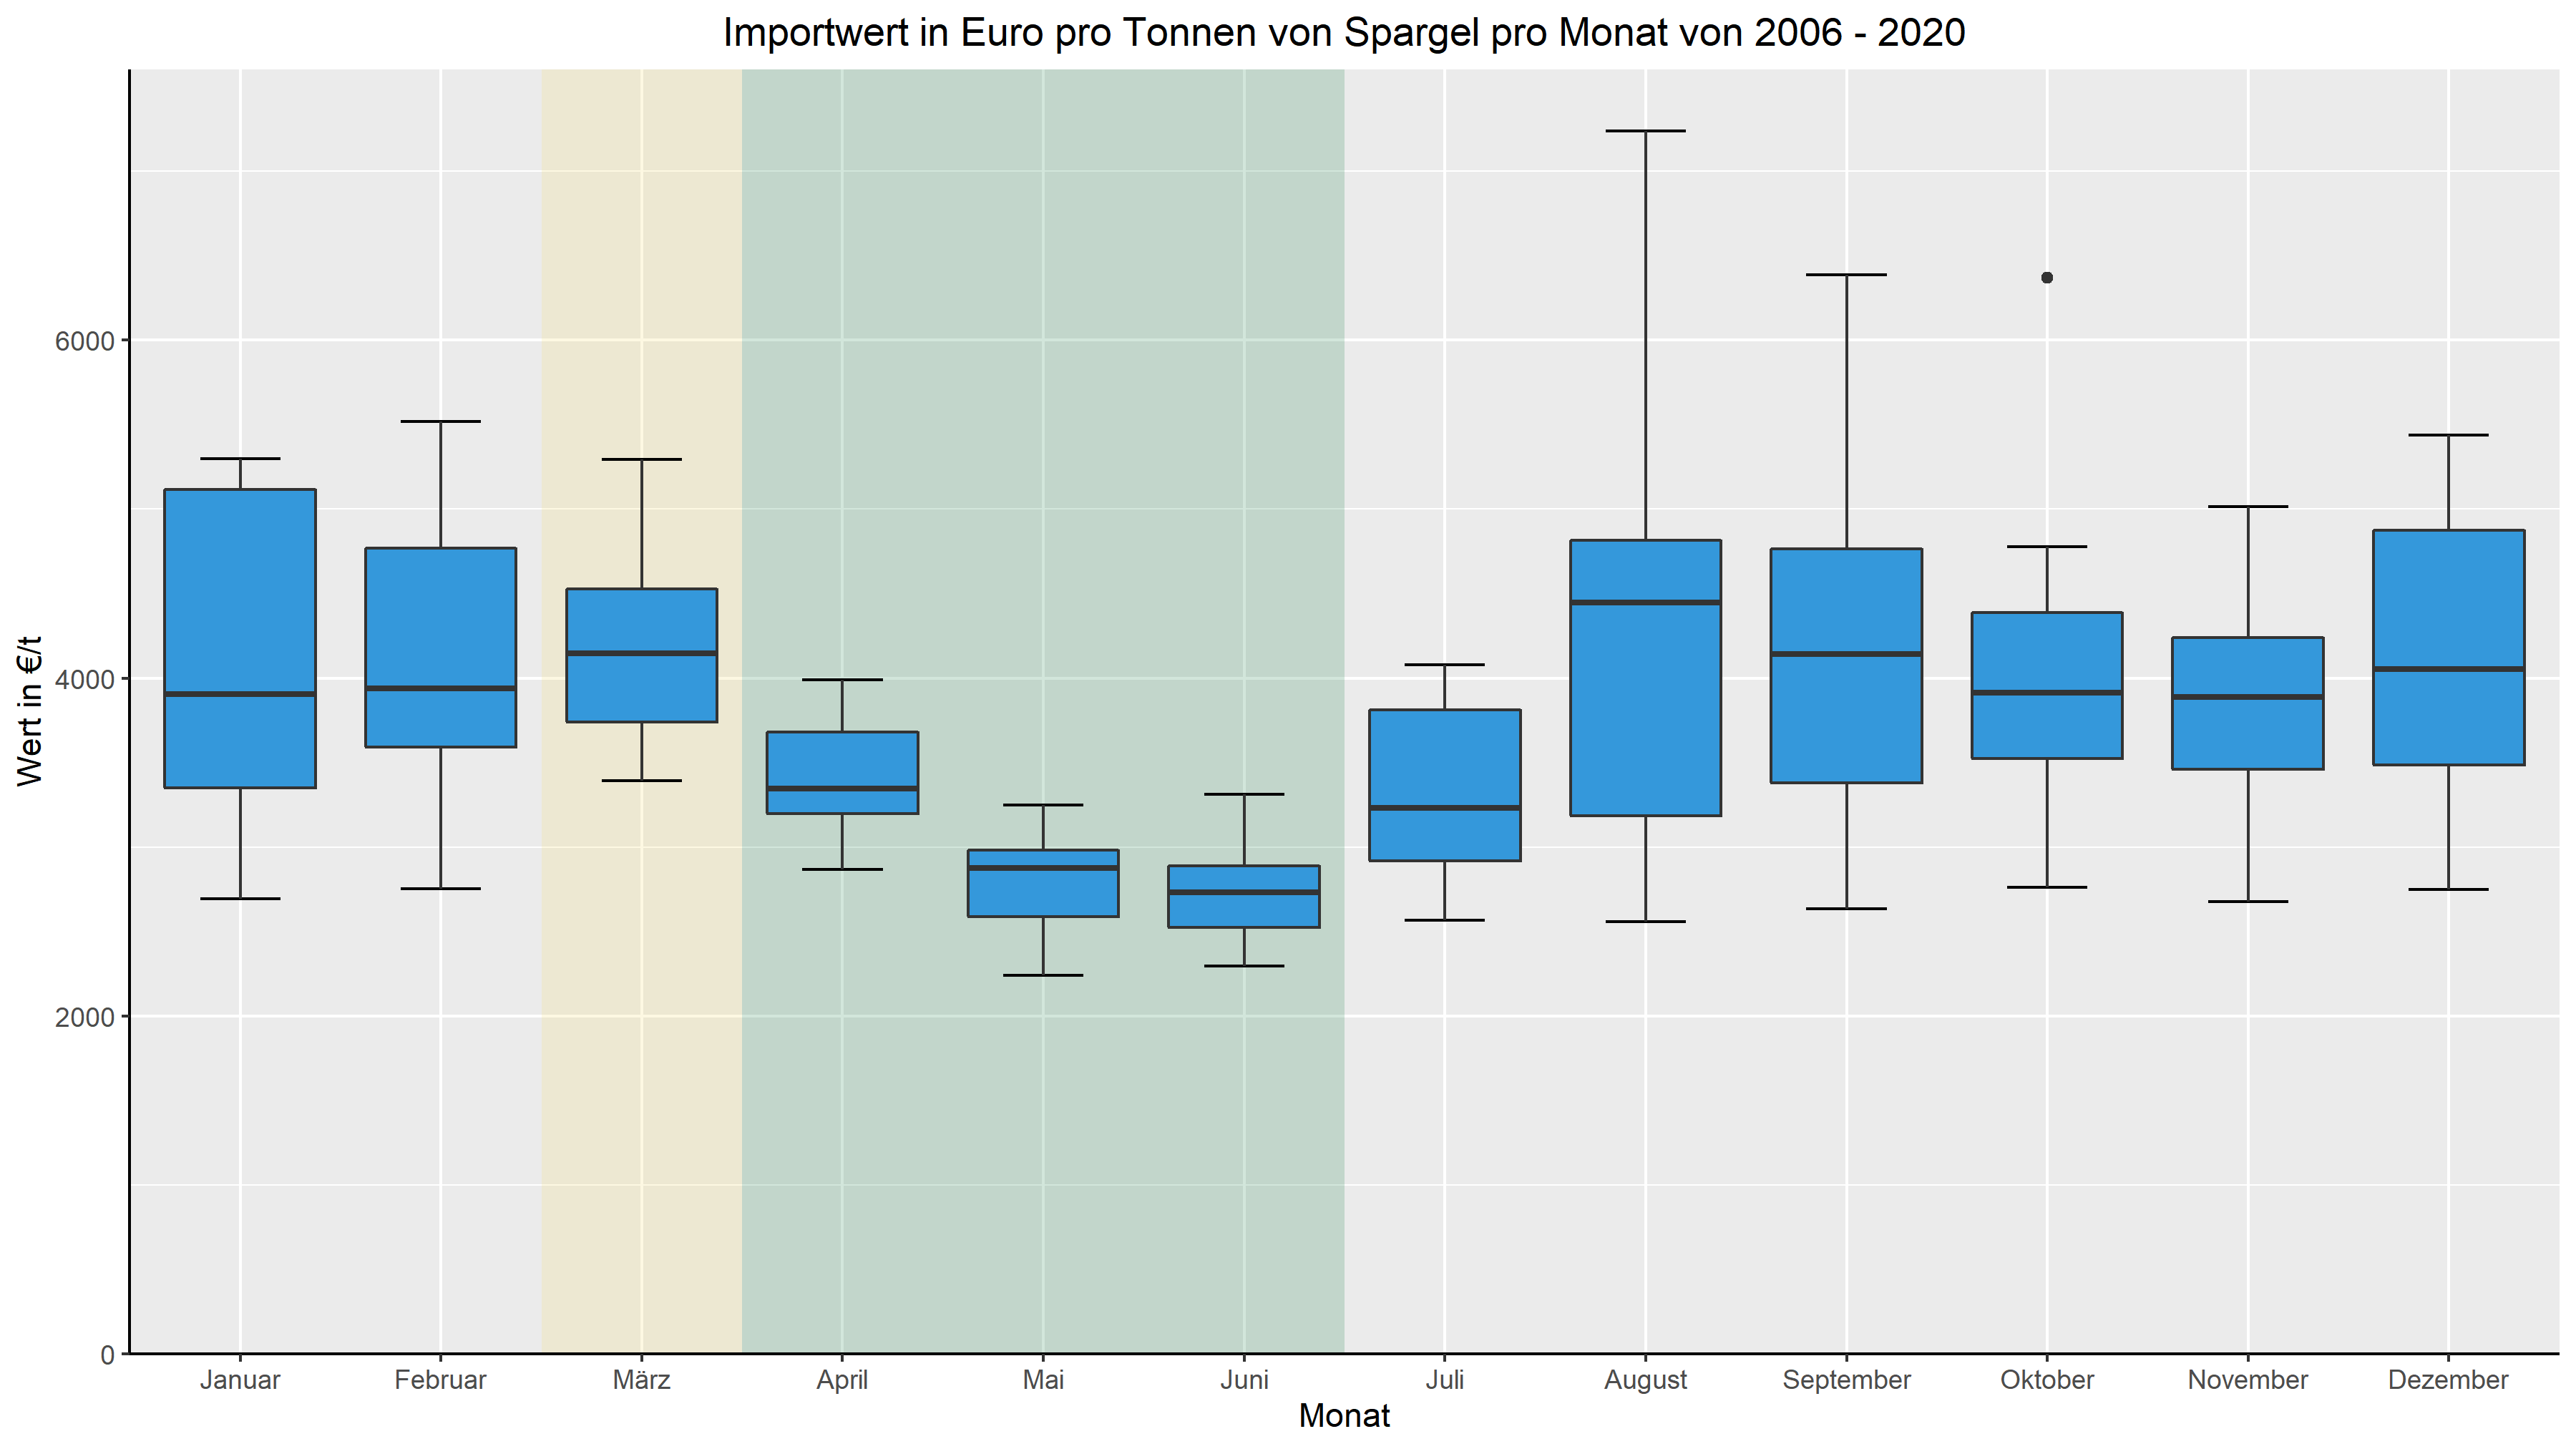 Importwert in Euro pro Tonnen von Spargel pro Monat von 2006 - 2020
Wert in €/t
6000
4000
2000
0
Januar Februar März April Mai Juni Juli August September Oktober November Dezember
Monat